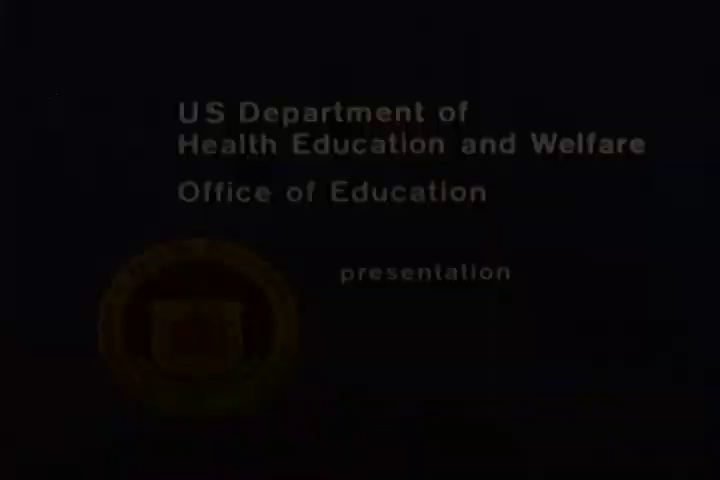 US Department of
Health Education and Welfare
Office of Education
presentation